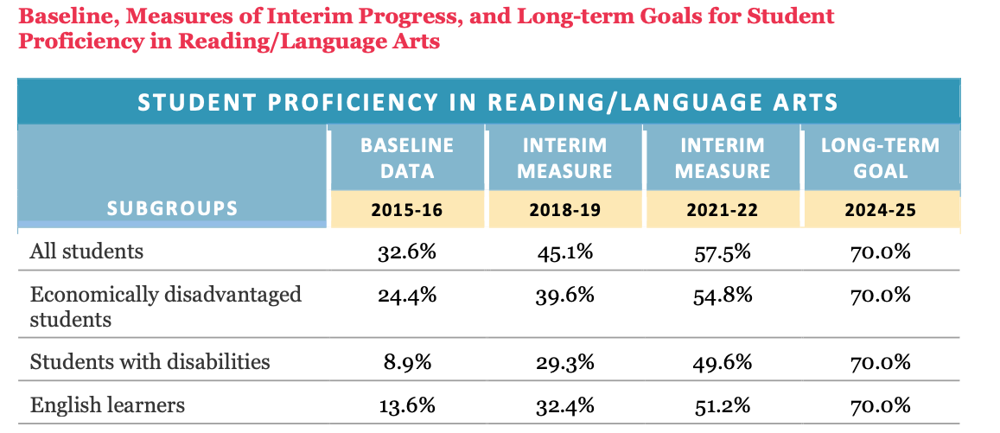 Baseline, Measures of Interim Progress, and Long-term Goals for Student
Proficiency in Reading/Language Arts
STUDENT PROFICIENCY IN READING/LANGUAGE ARTS
SUBGROUPS BASELINE DATA INTERIM MEASURE INTERIM MEASURE LONG-TERM GOAL
2015-16 2018-19 2021-22 2024-25
All students 32.6% 45.1% 57.5% 70.0%
Economically disadvantaged 24.4% 39.6% 54.8% 70.0%
students
Students with disabilities 8.9% 29.3% 49.6% 70.0%
English learners 13.6% 32.4% 51.2% 70.0%